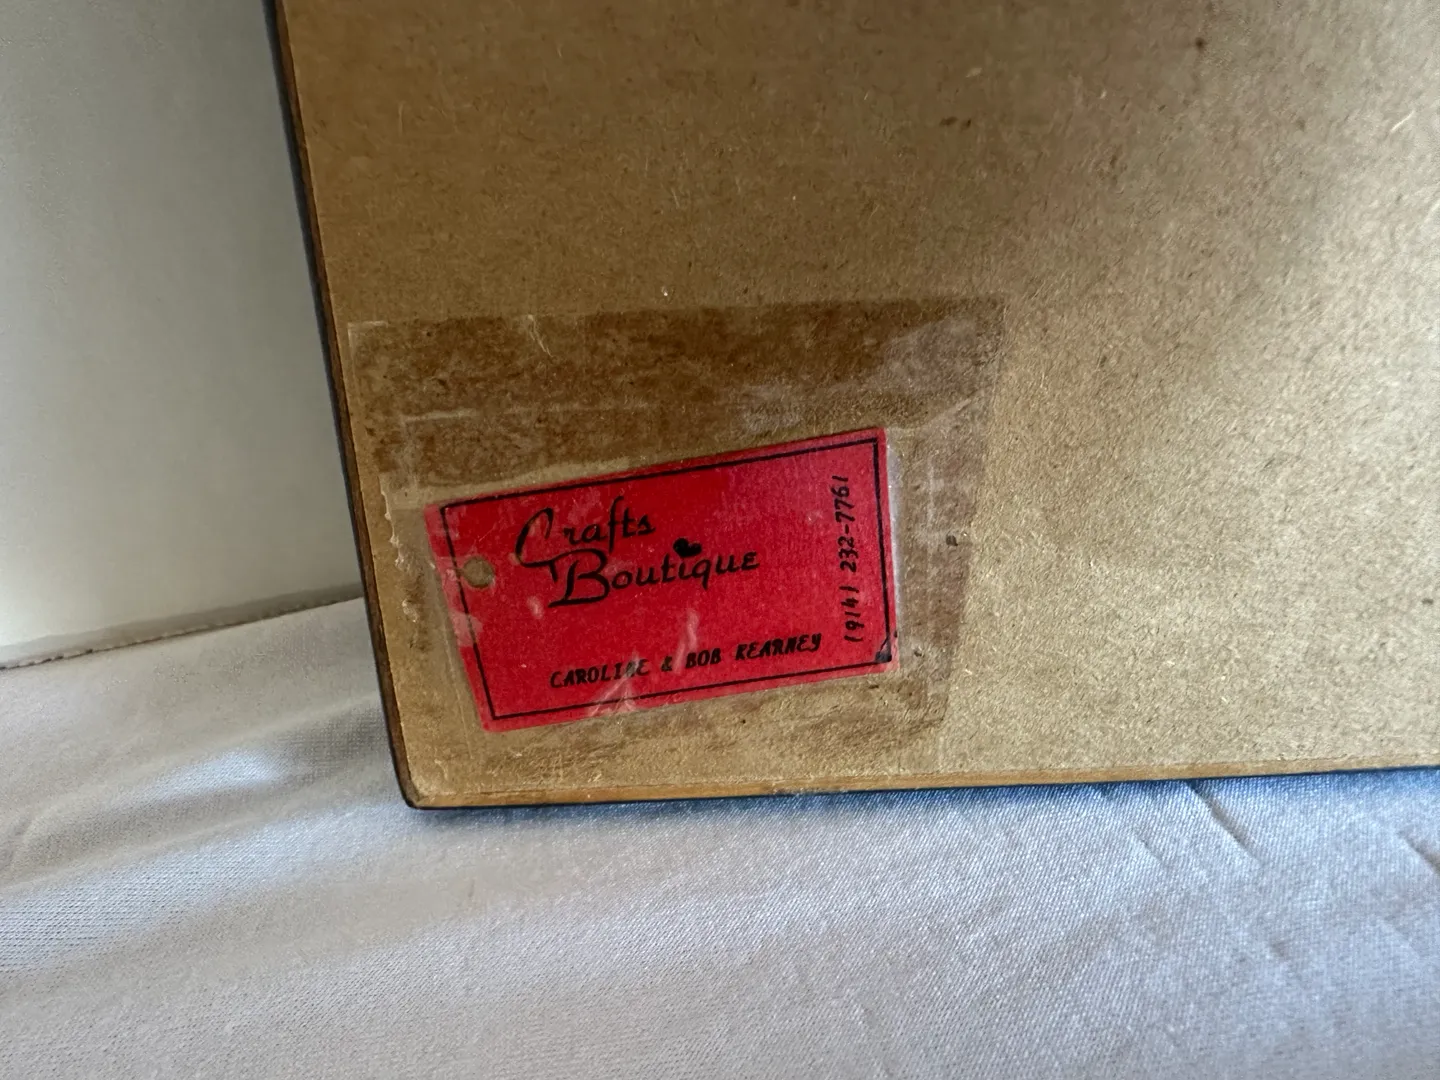 Crafts
Boutique
CAROLINE & BOB KEARNEY
(914) 232-7761